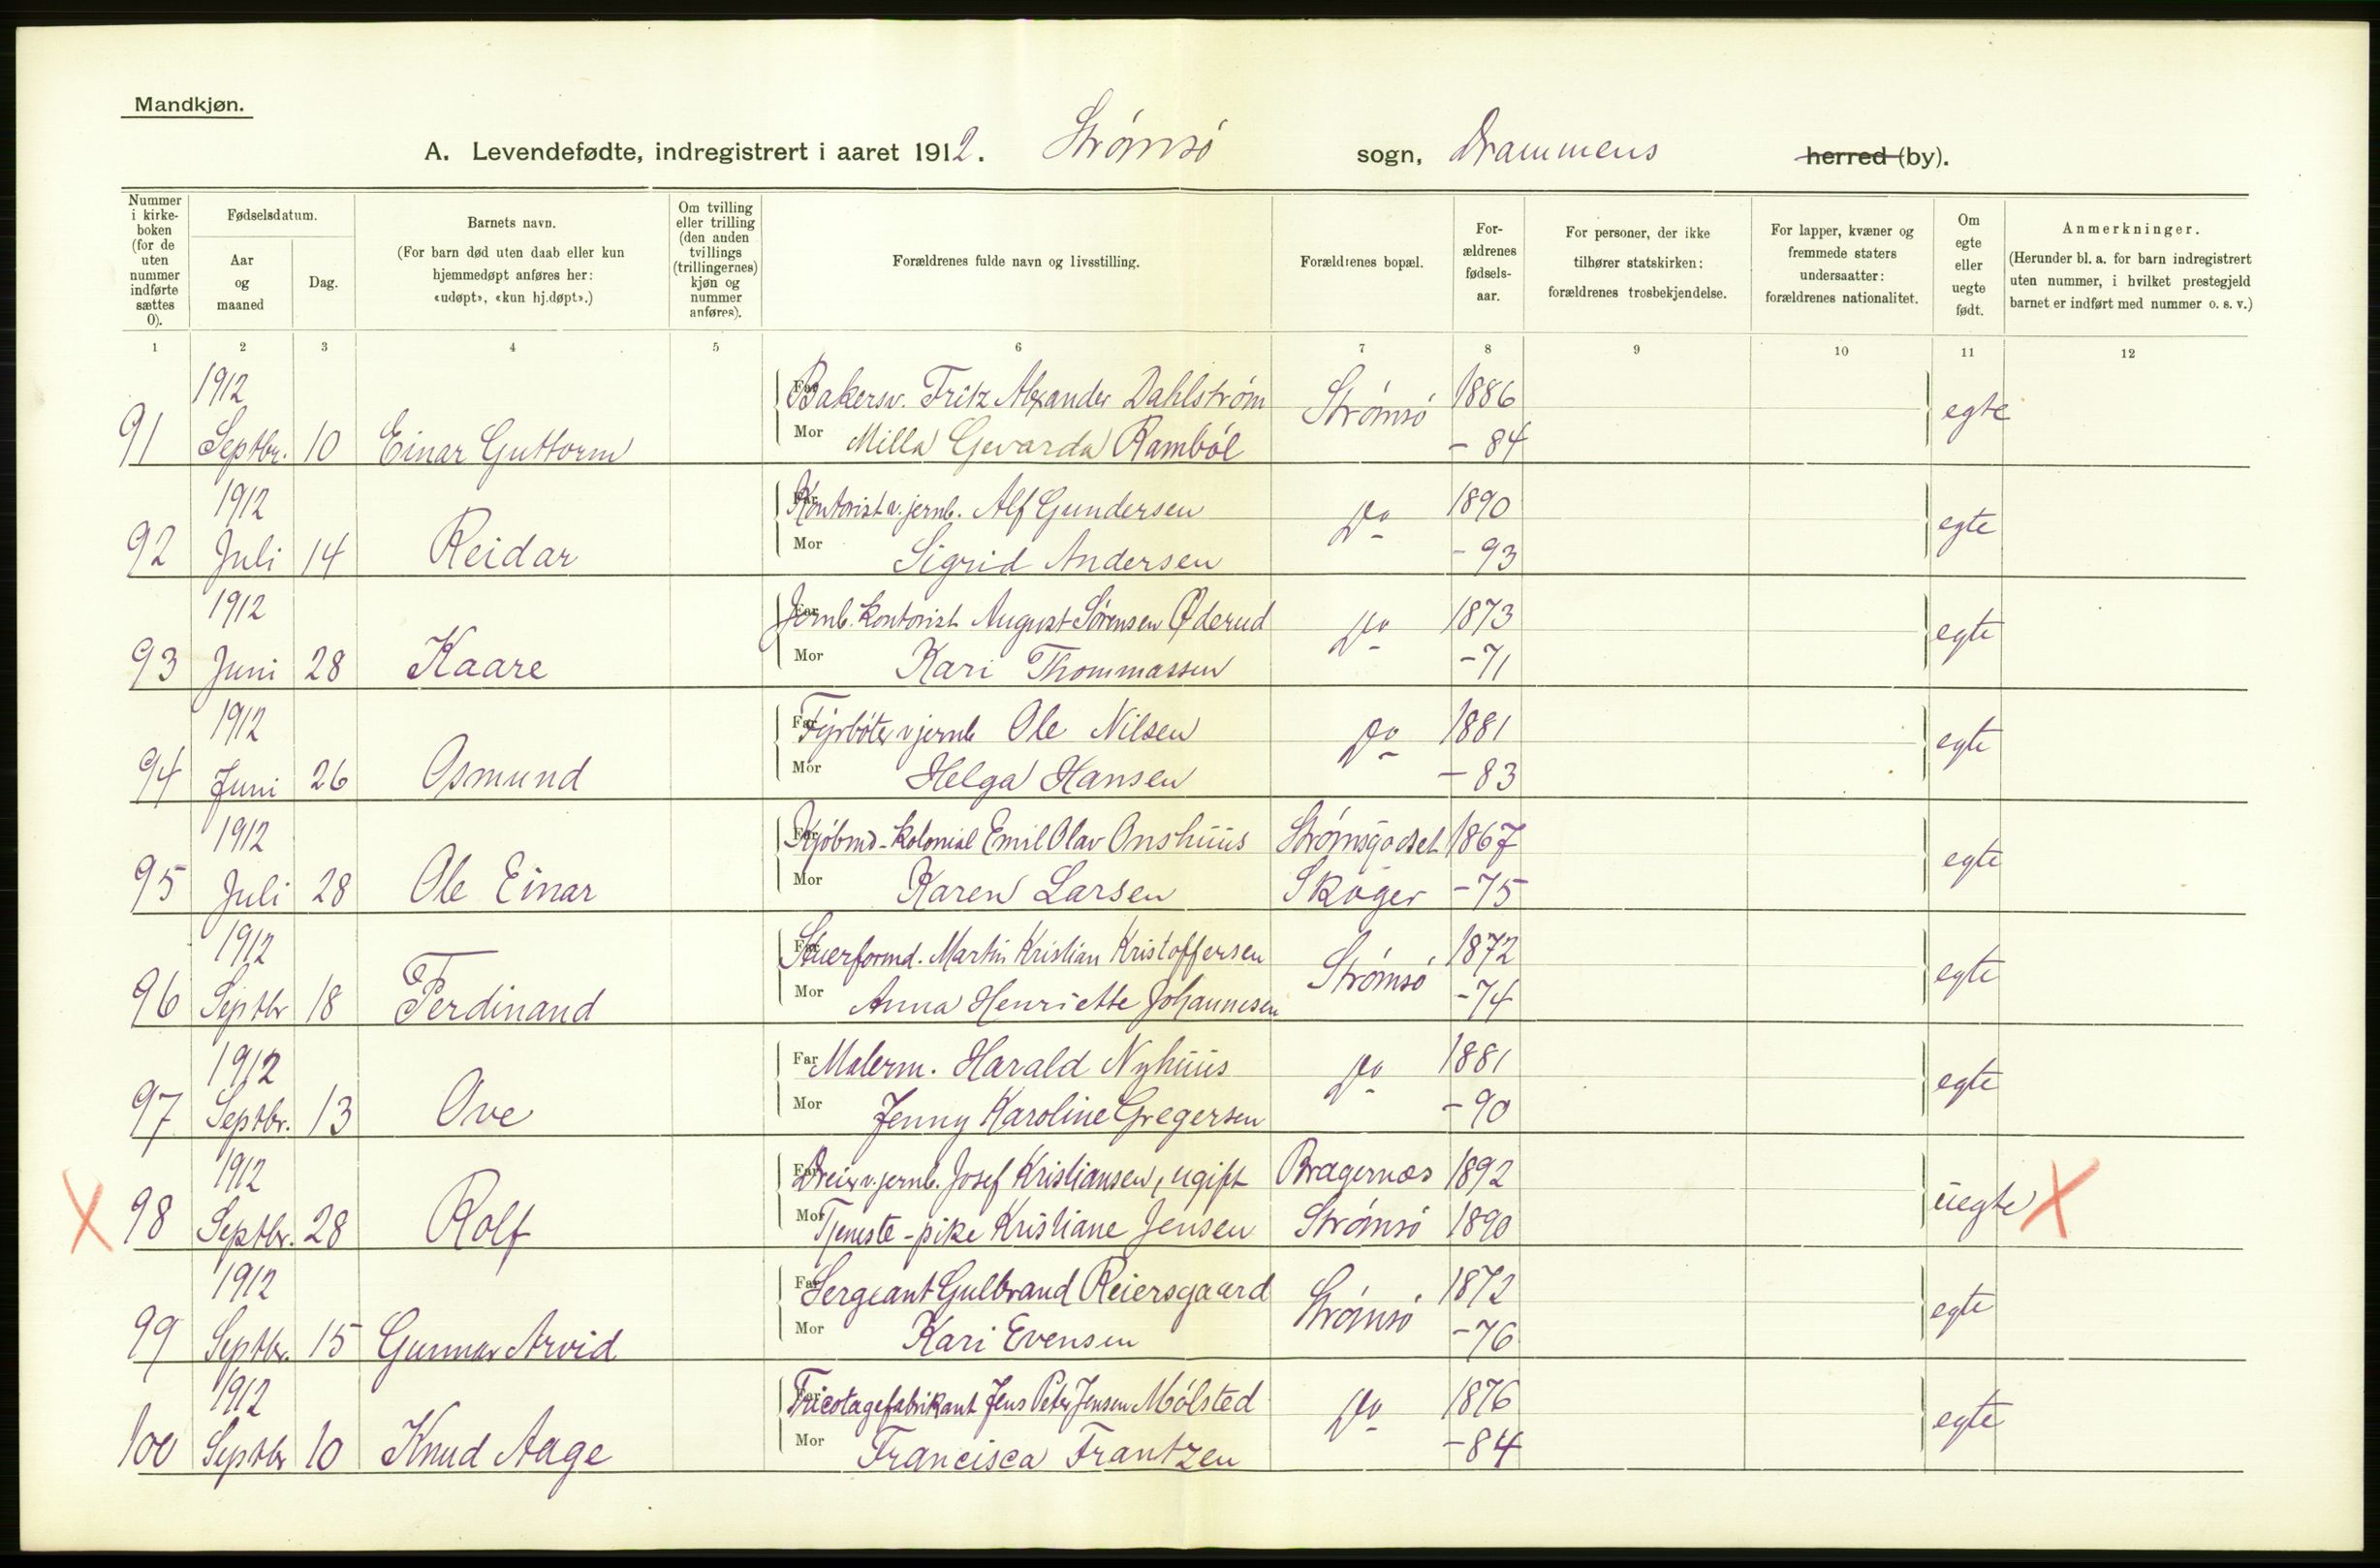 Mandkjøn.
A. Levendefødte, indregistrert i aaret 1912. Strømsø sogn, Drammens herred (by).
Nummer i kirke-boken (for de uten nummer indførte sættes 0).
Fødselsdatum.
Aar og maaned
Dag.
Barnets navn.
(For barn død uten daab eller kun hjemmedøpt anføres her: «udøpt», «kun hj.døpt».)
Om tvilling eller trilling (den anden tvillings (trillingernes) kjøn og nummer anføres).
Forældrenes fulde navn og livsstilling.
Forældrenes bopæl.
For-ældrenes fødsels-aar.
For personer, der ikke tilhører statskirken: forældrenes trosbekjendelse.
For lapper, kvæner og fremmede staters undersaatter: forældrenes nationalitet.
Om egte eller uegte født.
Anmerkninger.
(Herunder bl. a. for barn indregistrert uten nummer, i hvilket prestegjeld barnet er indført med nummer o. s. v.)
1 2 3 4 5 6 7 8 9 10 11 12
1912 Far Bakersv. Fritz Alexander Dahlstrøm Strømsø 1886 egte
91 Septbr. 10 Einar Guttorm Mor Milla Gevarda Rambøl - 84
1912 Far Kontorist v. jernb. Alf Gundersen Do 1890 egte
92 Juli 14 Reidar Mor Sigrid Andersen - 93
1912 Far Jernb. kontorist August Sørensen Øderud Do 1873 egte
93 Juni 28 Kaare Mor Kari Thommassen - 71
1912 Far Fyrbøter v jernb Ole Nilsen Do 1881 egte
94 Juni 26 Osmund Mor Helga Hansen - 83
1912 Far Kjøbmd - kolonial Emil Olav Onshuus Strømsgodset 1867 egte
95 Juli 28 Ole Einar Mor Karen Larsen Skoger - 75
1912 Far Stuerformd. Martin Kristian Kristoffersen Strømsø 1872 egte
96 Septbr 18 Ferdinand Mor Anna Henriette Johannesen - 74
1912 Far Malerm. Harald Nyhuus Do 1881 egte
97 Septbr. 13 Ove Mor Jenny Karoline Gregersen - 90
1912 Far Dreier v. jernb. Josef Kristiansen, ugift Bragernæs 1892 uegte X
X 98 Septbr. 28 Rolf Mor Tjeneste-pike Kristiane Jensen Strømsø 1890
1912 Far Sergeant Gulbrand Reiersgaard Strømsø 1872 egte
99 Septbr. 15 Gunnar Arvid Mor Kari Evensen - 76
1912 Far Tricotagefabrikant Jens Peter Jensen Mølsted Do 1876 egte
100 Septbr 10 Knud Aage Mor Francisca Frantzen - 84